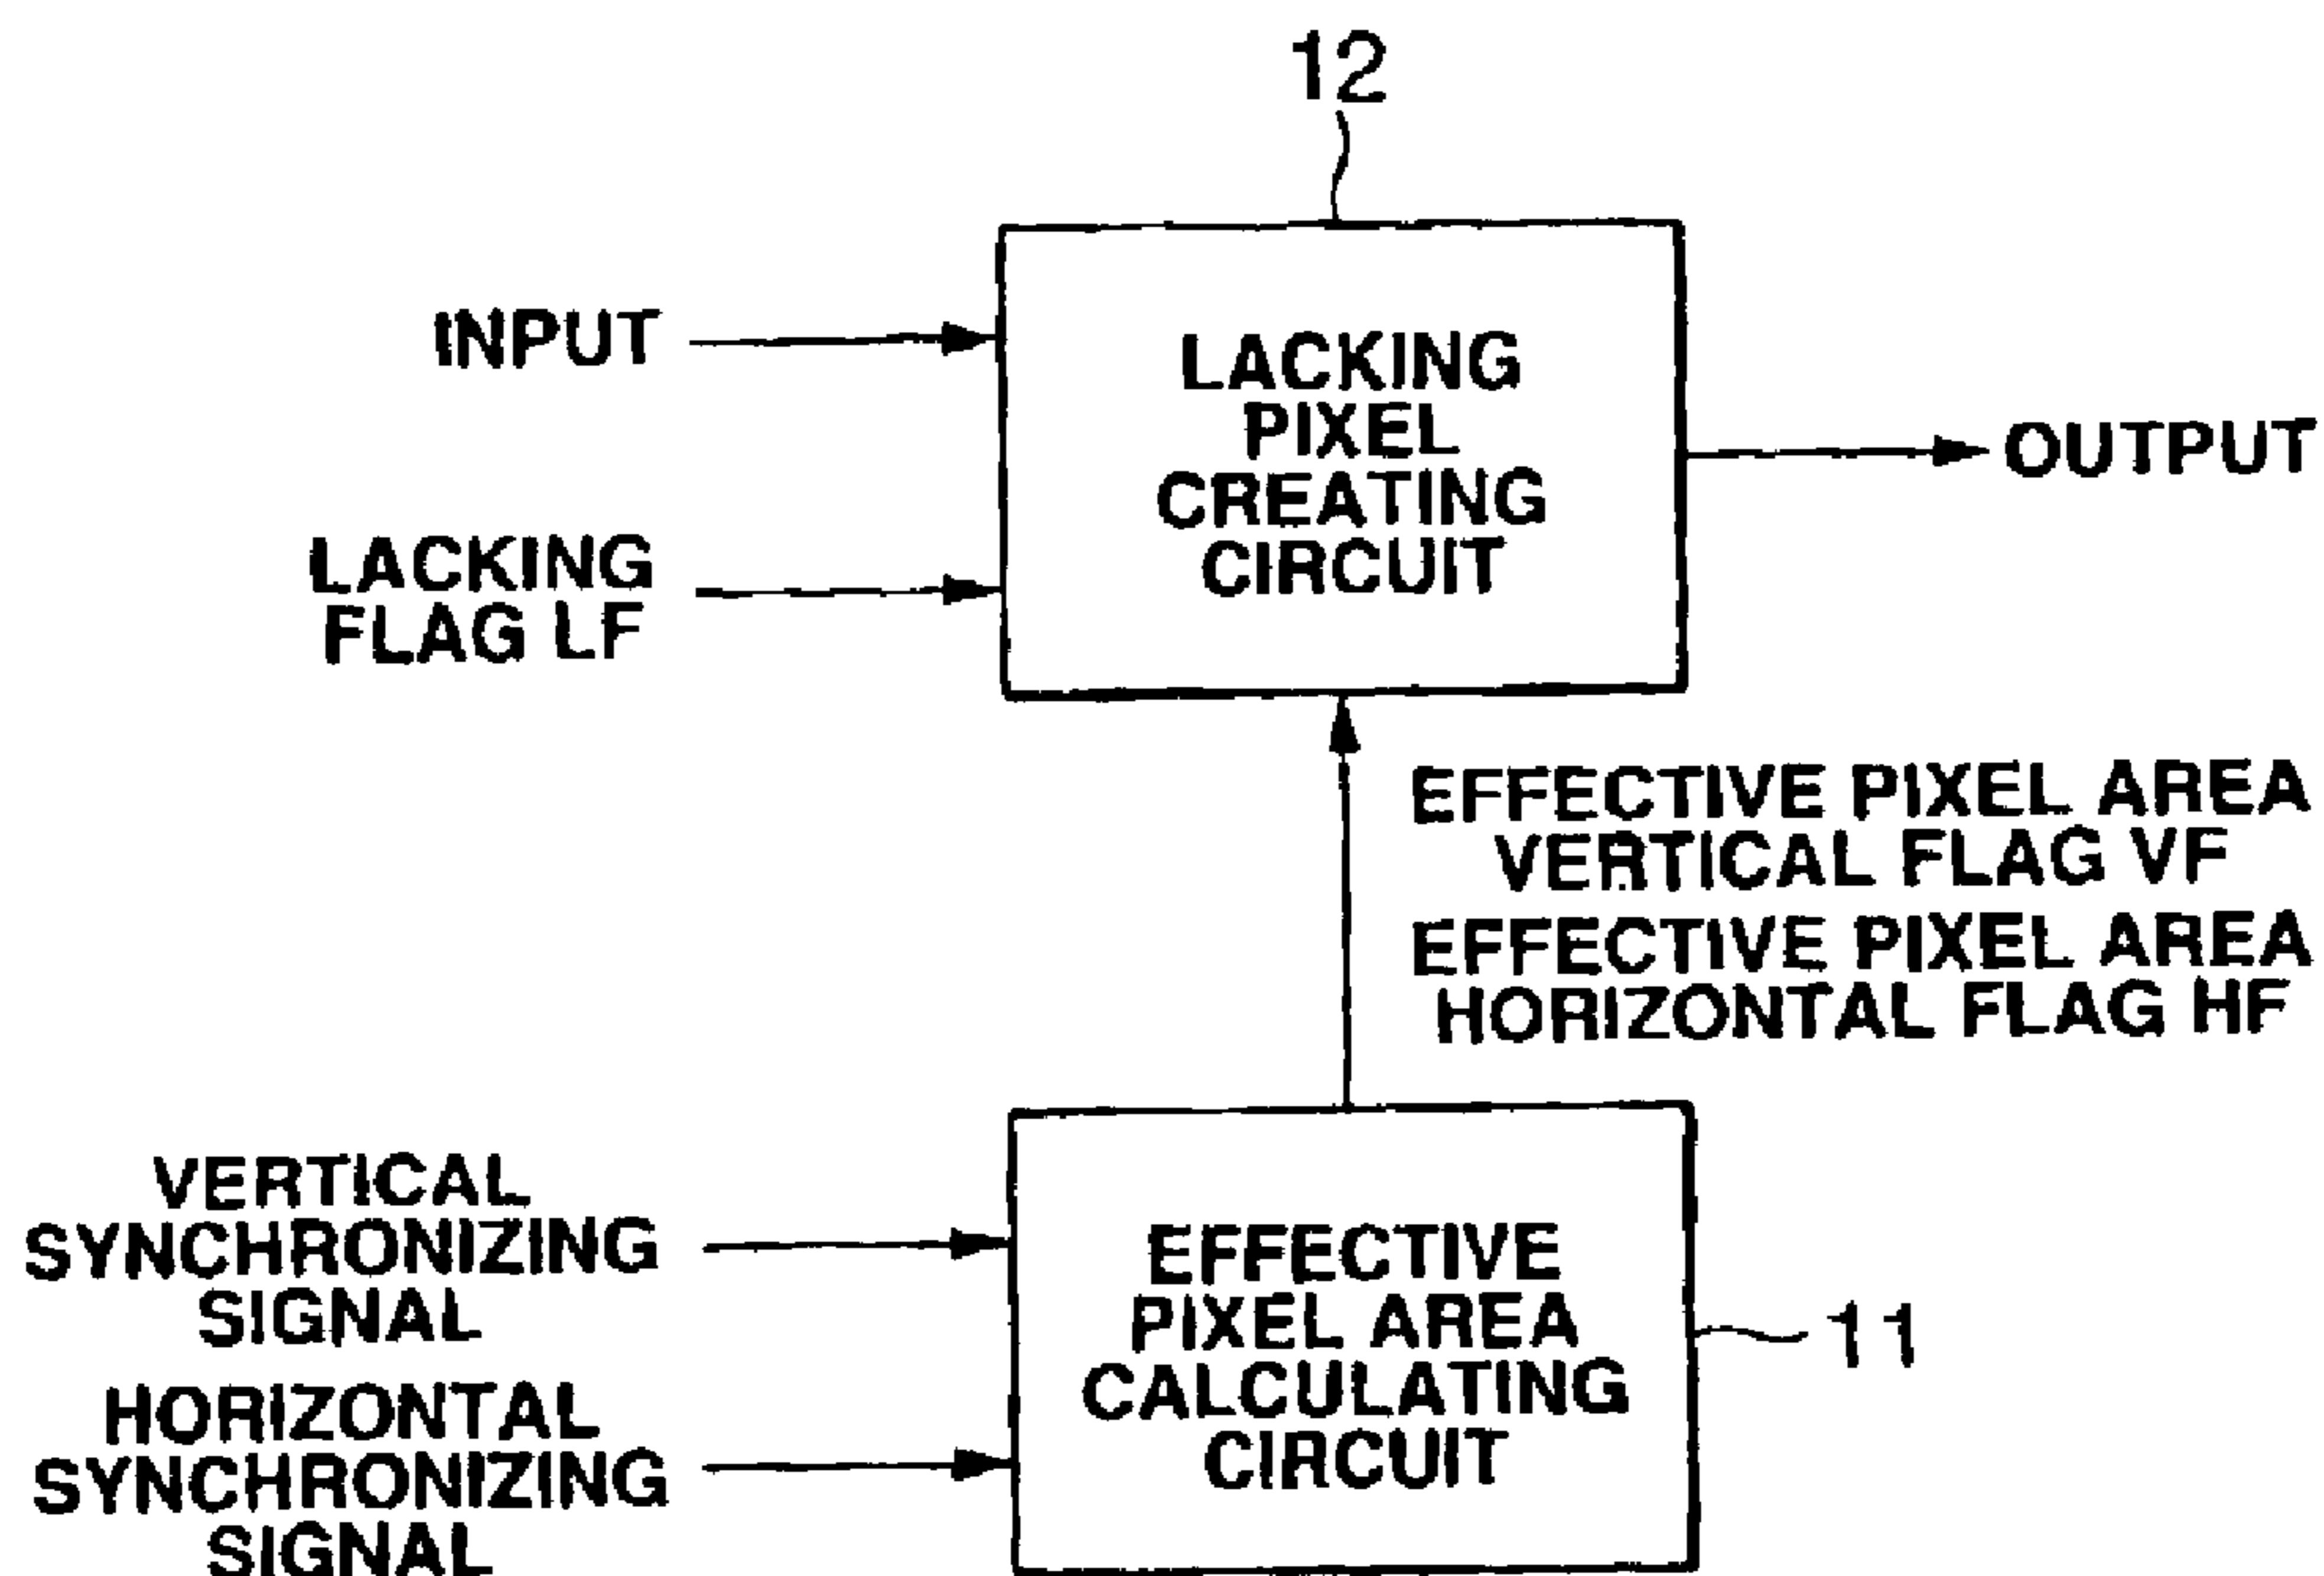 12
INPUT
LACKING
PIXEL
CREATING
CIRCUIT
OUTPUT
LACKING
FLAG LF
EFFECTIVE PIXEL AREA
VERTICAL FLAG VF
EFFECTIVE PIXEL AREA
HORIZONTAL FLAG HF
VERTICAL
SYNCHRONIZING
SIGNAL
HORIZONTAL
SYNCHRONIZING
SIGNAL
EFFECTIVE
PIXEL AREA
CALCULATING
CIRCUIT
11